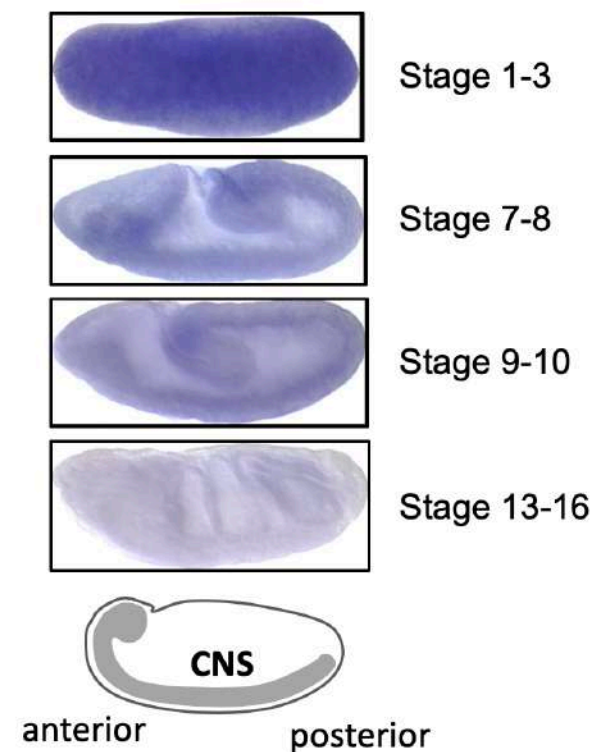 Stage 1-3
Stage 7-8
Stage 9-10
Stage 13-16
CNS
anterior
posterior